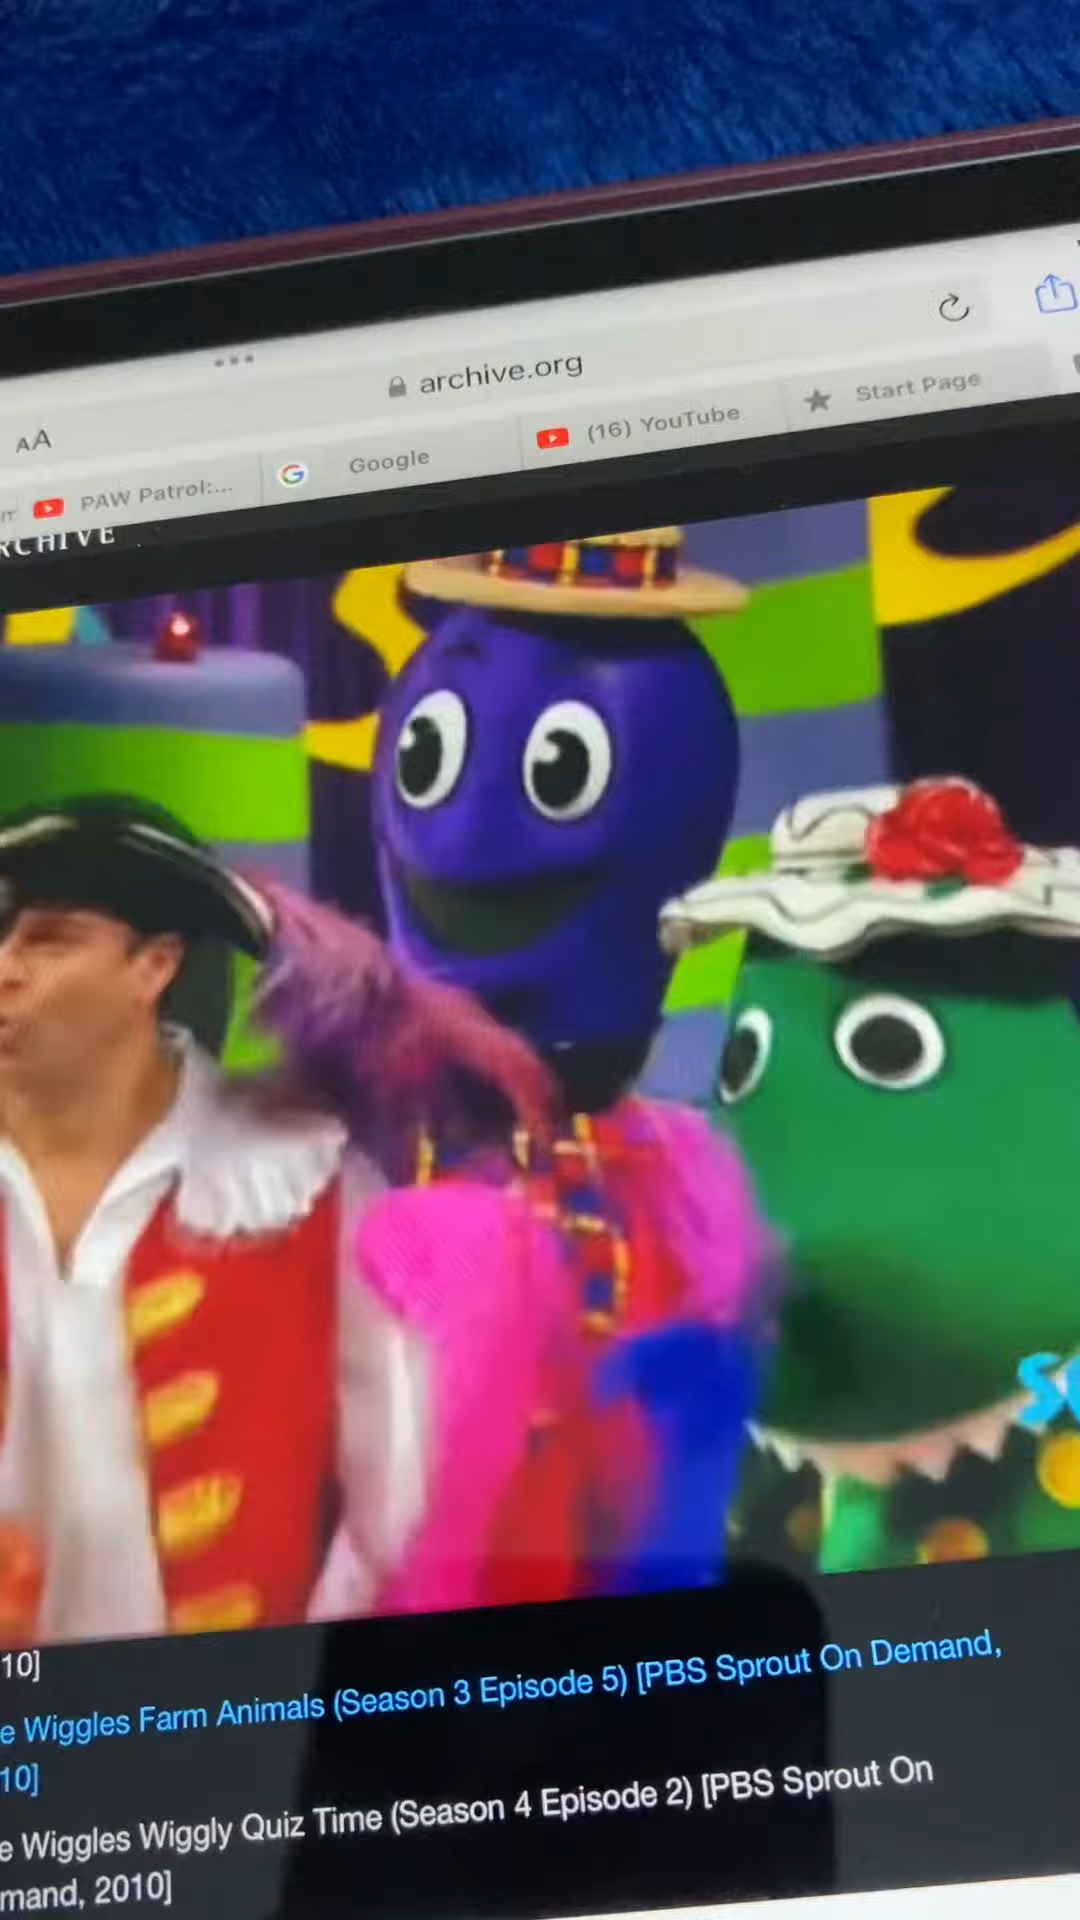 archive.org
AA
PAW Patrol:...
Google
(16) YouTube
Start Page
RCHIVE
10]
e Wiggles Farm Animals (Season 3 Episode 5) [PBS Sprout On Demand,
10]
e Wiggles Wiggly Quiz Time (Season 4 Episode 2) [PBS Sprout On
mand, 2010]